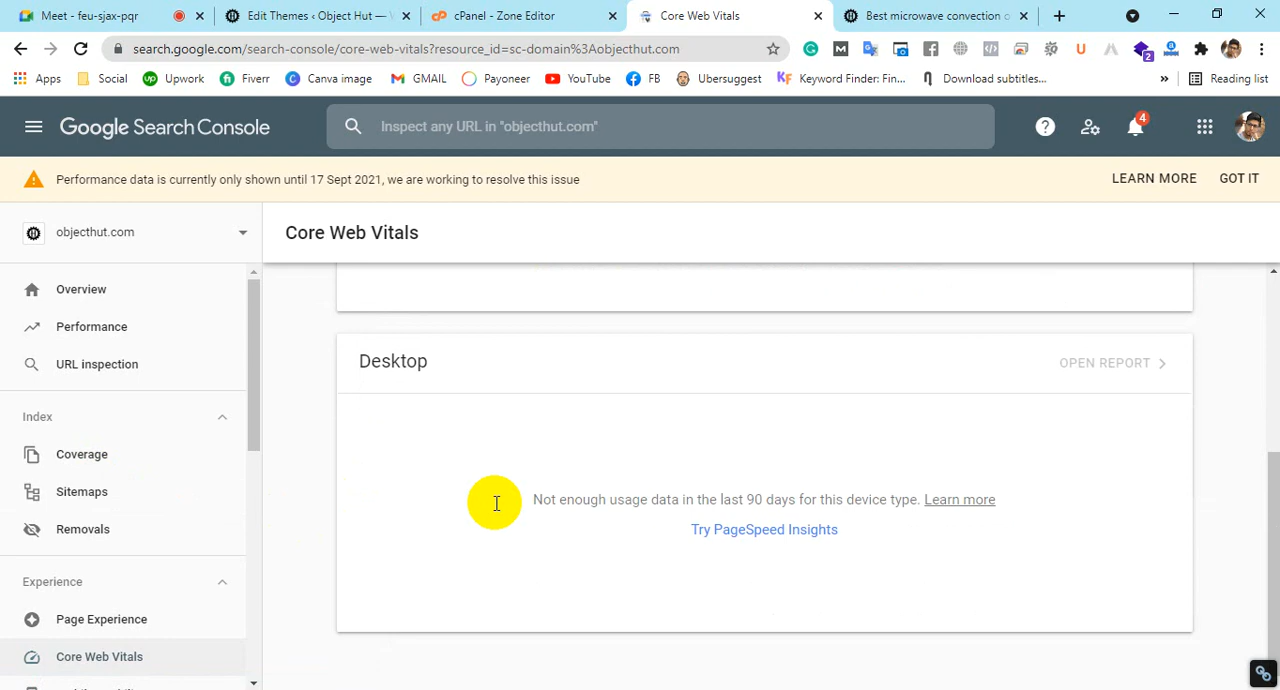 Meet - feu-sjax-pqr
Edit Themes ‹ Object Hut —
cPanel - Zone Editor
Core Web Vitals
Best microwave convection o
search.google.com/search-console/core-web-vitals?resource_id=sc-domain%3Aobjecthut.com
Apps
Social
Upwork
Fiverr
Canva image
GMAIL
Payoneer
YouTube
FB
Ubersuggest
Keyword Finder: Fin...
Download subtitles...
Reading list
Google Search Console
Inspect any URL in "objecthut.com"
4
Performance data is currently only shown until 17 Sept 2021, we are working to resolve this issue
LEARN MORE
GOT IT
objecthut.com
Core Web Vitals
Overview
Performance
URL inspection
Index
Coverage
Sitemaps
Removals
Experience
Page Experience
Core Web Vitals
Desktop
OPEN REPORT
Not enough usage data in the last 90 days for this device type. Learn more
Try PageSpeed Insights